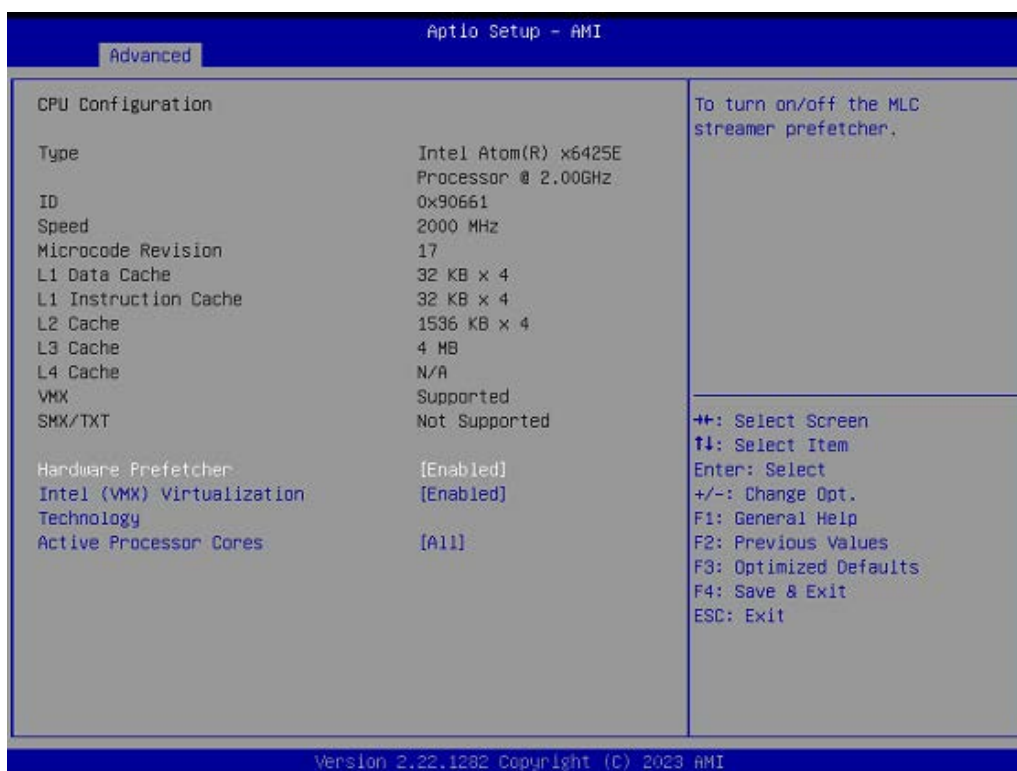 Aptio Setup - AMI
Advanced
CPU Configuration
Type Intel Atom(R) x6425E
Processor @ 2.00GHz
ID 0x90661
Speed 2000 MHz
Microcode Revision 17
L1 Data Cache 32 KB x 4
L1 Instruction Cache 32 KB x 4
L2 Cache 1536 KB x 4
L3 Cache 4 MB
L4 Cache N/A
VMX Supported
SMX/TXT Not Supported
Hardware Prefetcher [Enabled]
Intel (VMX) Virtualization [Enabled]
Technology
Active Processor Cores [All]
To turn on/off the MLC
streamer prefetcher.
→←: Select Screen
↑↓: Select Item
Enter: Select
+/-: Change Opt.
F1: General Help
F2: Previous Values
F3: Optimized Defaults
F4: Save & Exit
ESC: Exit
Version 2.22.1282 Copyright (C) 2023 AMI